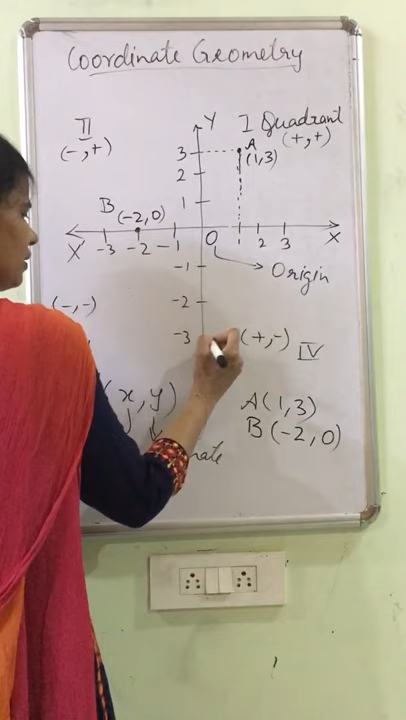 Coordinate Geometry
Y
II
(-,+)
I Quadrant
(+,+)
3
A
(1,3)
2
1
B
(-2,0)
X'
-3
-2
-1
O
1
2
3
X
-1
Origin
(-,-)
-2
-3
(+,-)
IV
(x,y)
A(1,3)
B(-2,0)